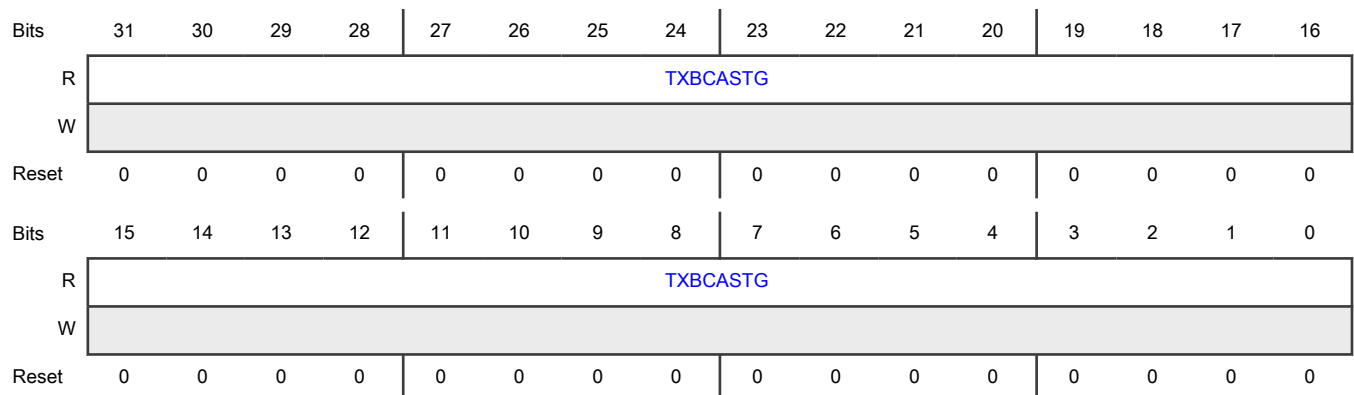 Bits 31 30 29 28 27 26 25 24 23 22 21 20 19 18 17 16
R TXBCASTG
W
Reset 0 0 0 0 0 0 0 0 0 0 0 0 0 0 0 0
Bits 15 14 13 12 11 10 9 8 7 6 5 4 3 2 1 0
R TXBCASTG
W
Reset 0 0 0 0 0 0 0 0 0 0 0 0 0 0 0 0